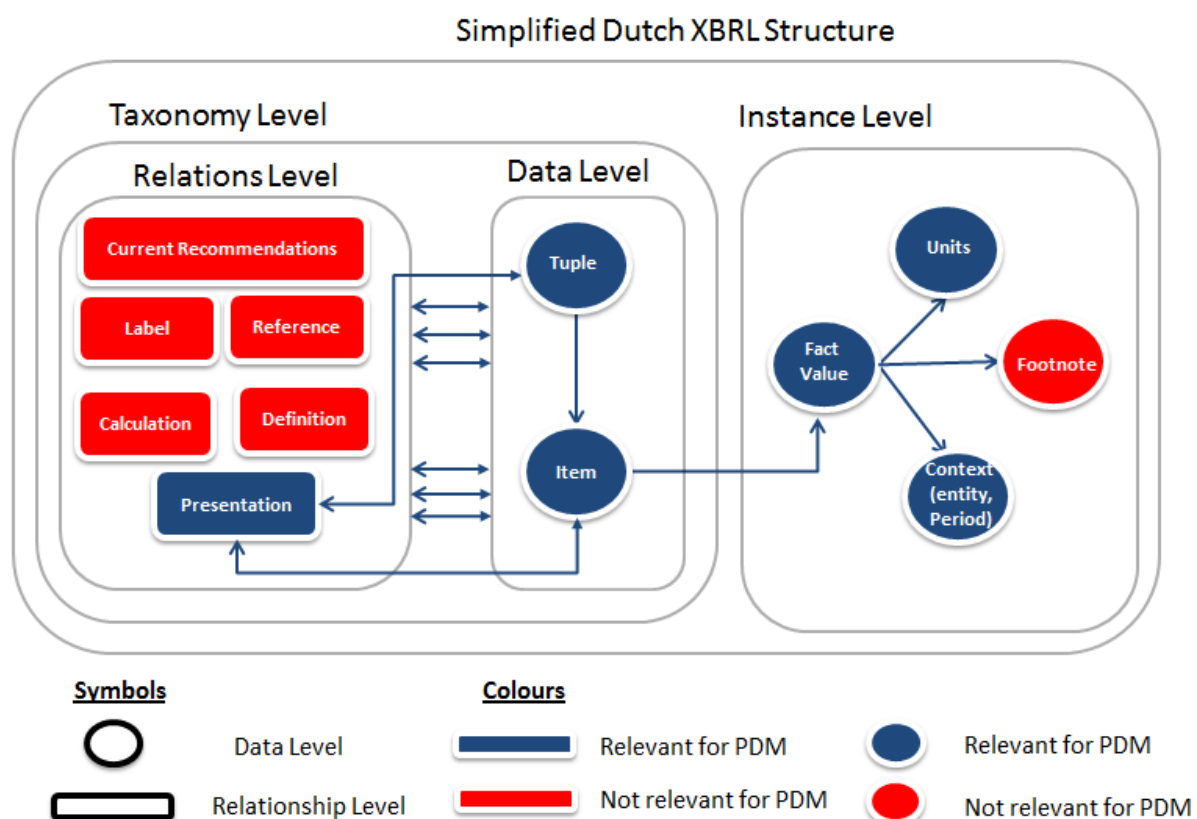 Simplified Dutch XBRL Structure
Taxonomy Level
Instance Level
Relations Level
Data Level
Current Recommendations
Label
Reference
Calculation
Definition
Presentation
Tuple
Item
Fact
Value
Units
Footnote
Context
(entity,
Period)
Symbols
Data Level
Relationship Level
Colours
Relevant for PDM
Not relevant for PDM
Relevant for PDM
Not relevant for PDM